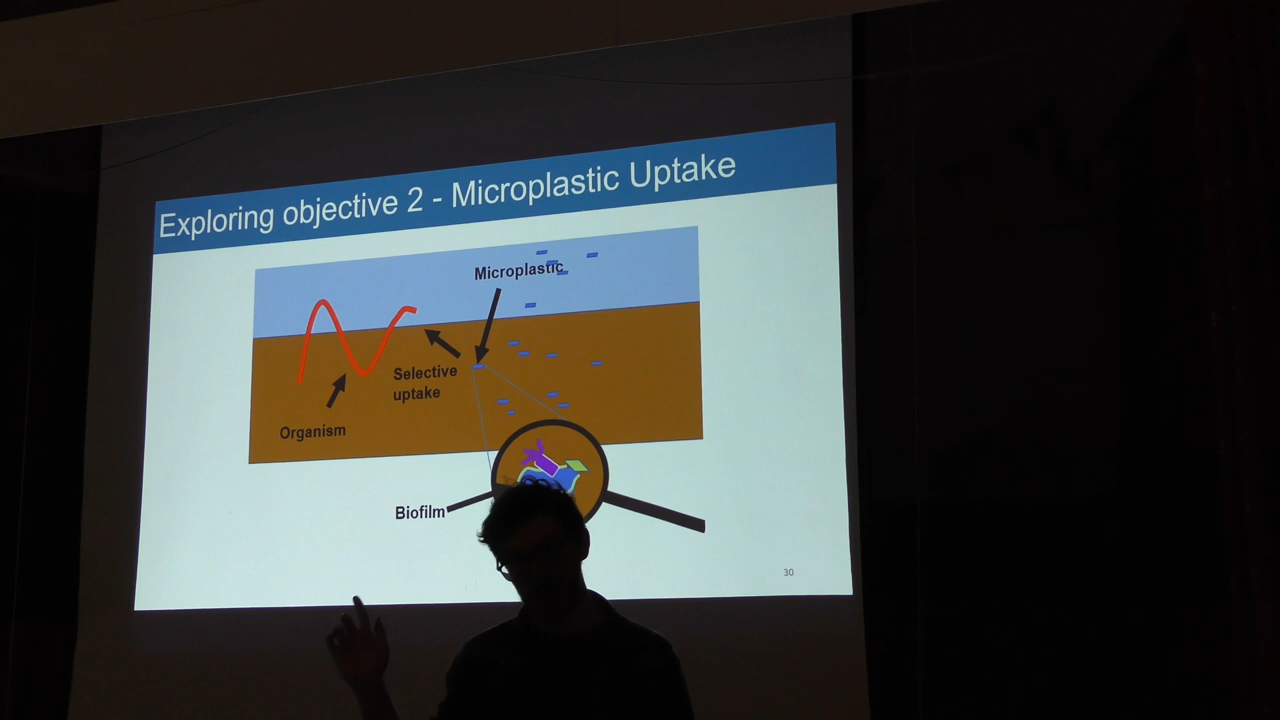 Exploring objective 2 - Microplastic Uptake
Microplastic
Selective
uptake
Organism
Biofilm
30